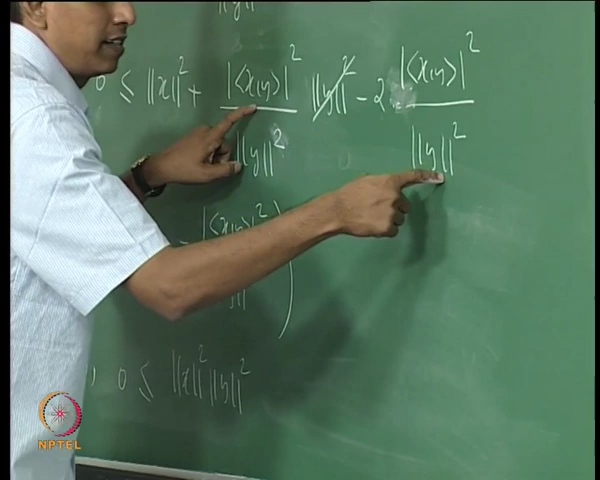 ||y||
0 ≤ ||x||² + |<x,y>|² / ||y||² ||y||² - 2 |<x,y>|² / ||y||²
- |<x,y>|² / ||y|| )
, 0 ≤ ||x||² ||y||²
NPTEL